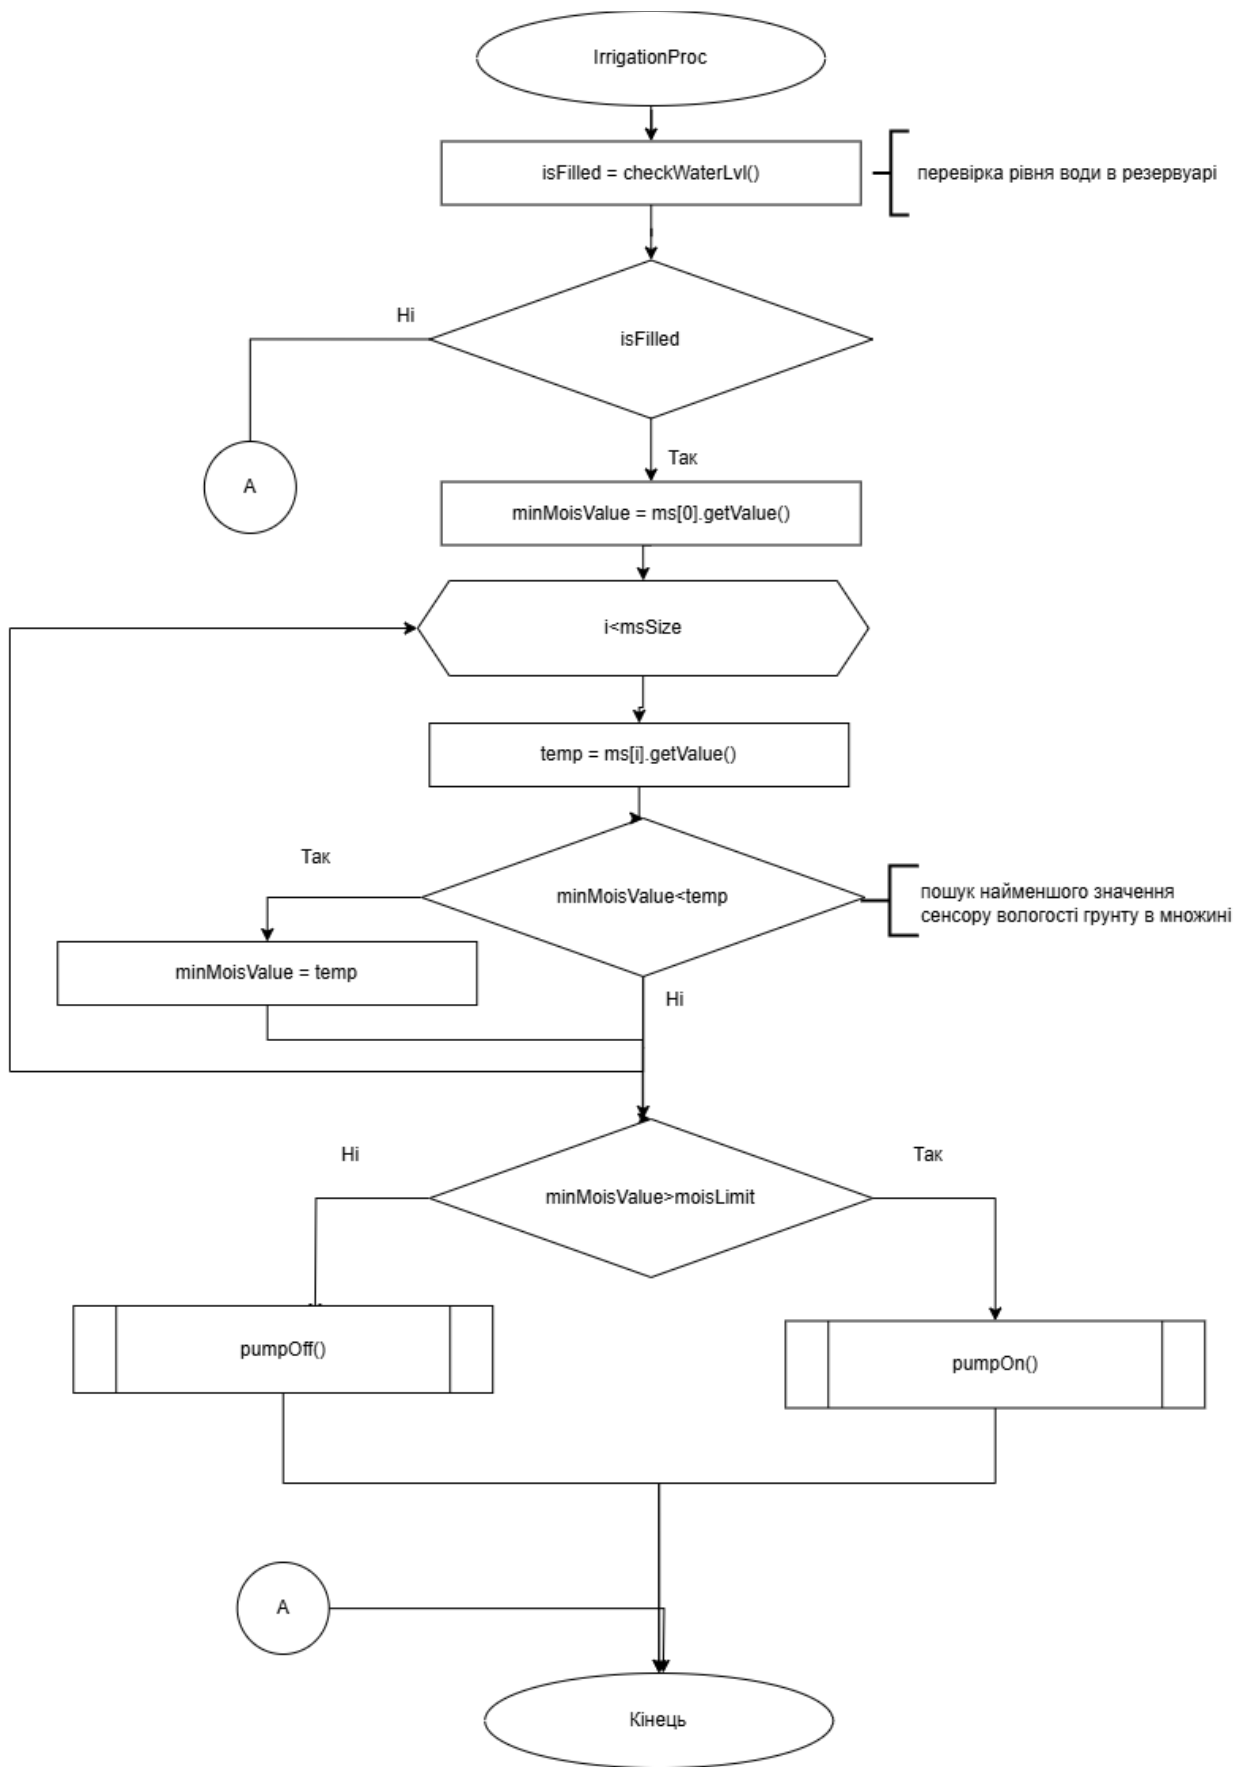 IrrigationProc
isFilled = checkWaterLvl()
перевірка рівня води в резервуарі
Ні
isFilled
A
Так
minMoisValue = ms[0].getValue()
i<msSize
temp = ms[i].getValue()
Так
minMoisValue<temp
пошук найменшого значення
сенсору вологості грунту в множині
minMoisValue = temp
Ні
Ні
Так
minMoisValue>moisLimit
pumpOff()
pumpOn()
A
Кінець